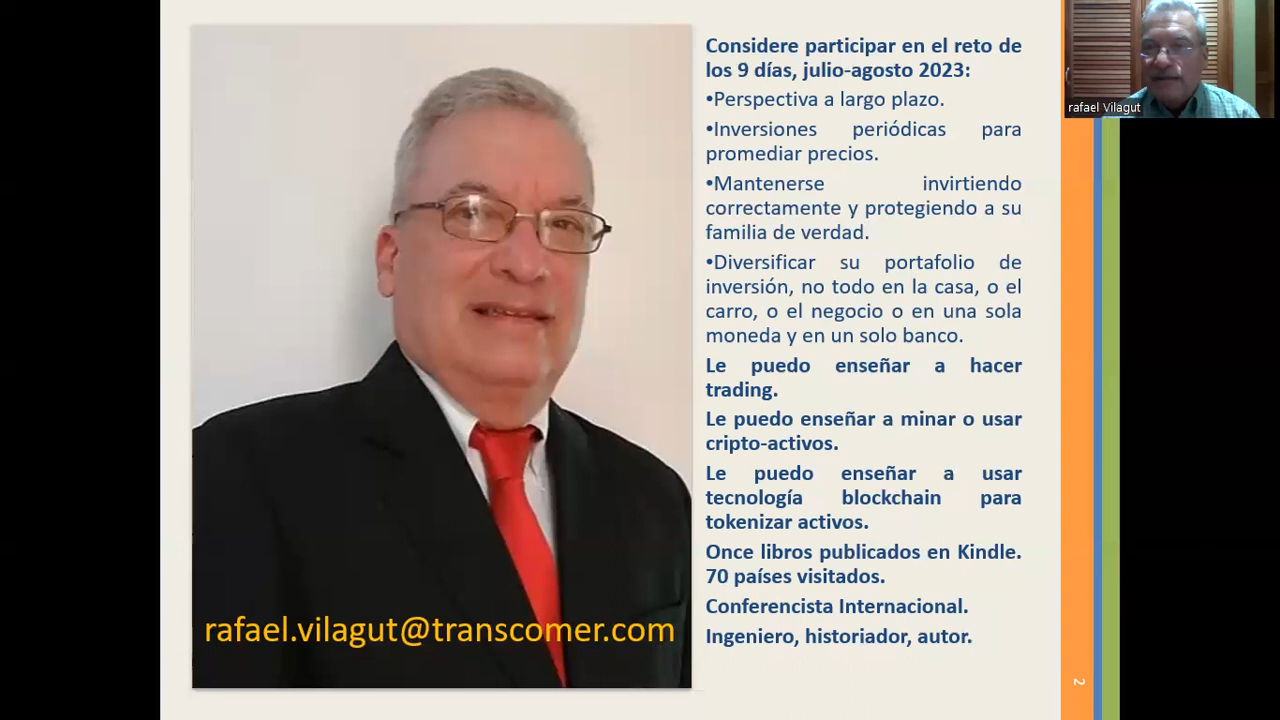 Considere participar en el reto de
los 9 días, julio-agosto 2023:
•Perspectiva a largo plazo.
•Inversiones periódicas para
promediar precios.
•Mantenerse invirtiendo
correctamente y protegiendo a su
familia de verdad.
•Diversificar su portafolio de
inversión, no todo en la casa, o el
carro, o el negocio o en una sola
moneda y en un solo banco.
Le puedo enseñar a hacer
trading.
Le puedo enseñar a minar o usar
cripto-activos.
Le puedo enseñar a usar
tecnología blockchain para
tokenizar activos.
Once libros publicados en Kindle.
70 países visitados.
Conferencista Internacional.
Ingeniero, historiador, autor.
rafael.vilagut@transcomer.com
rafael Vilagut
2